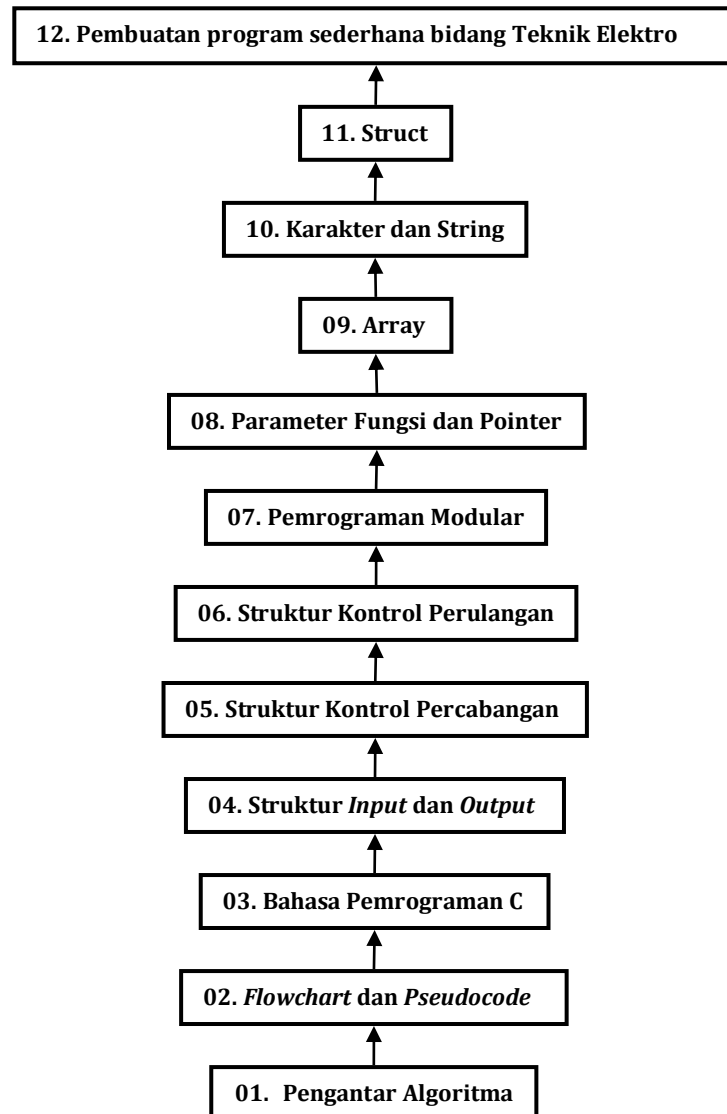 12. Pembuatan program sederhana bidang Teknik Elektro
11. Struct
10. Karakter dan String
09. Array
08. Parameter Fungsi dan Pointer
07. Pemrograman Modular
06. Struktur Kontrol Perulangan
05. Struktur Kontrol Percabangan
04. Struktur Input dan Output
03. Bahasa Pemrograman C
02. Flowchart dan Pseudocode
01. Pengantar Algoritma